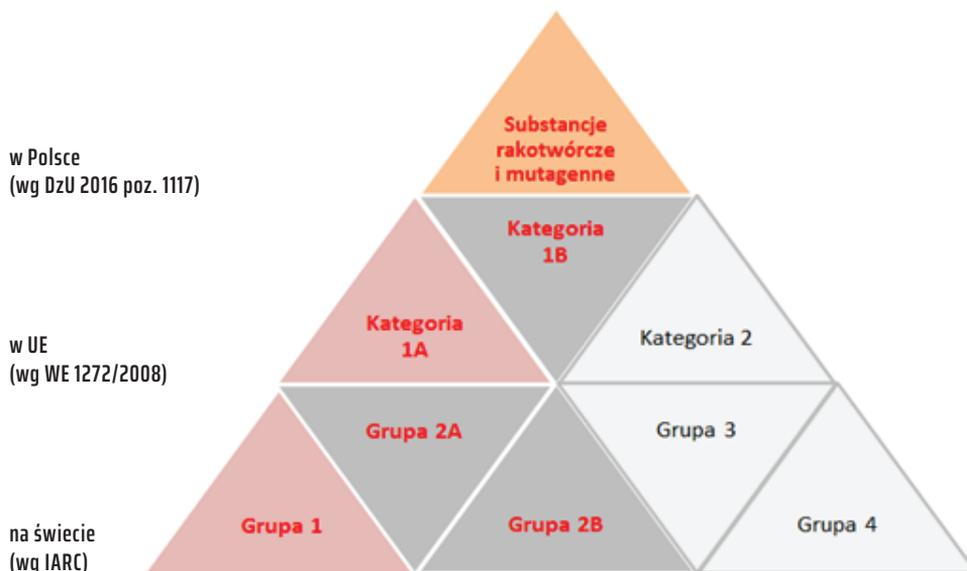 Substancje
rakotwórcze
i mutagenne
w Polsce
(wg DzU 2016 poz. 1117)
Kategoria
1B
Kategoria
1A
Kategoria 2
w UE
(wg WE 1272/2008)
Grupa 2A
Grupa 3
Grupa 1
Grupa 2B
Grupa 4
na świecie
(wg IARC)